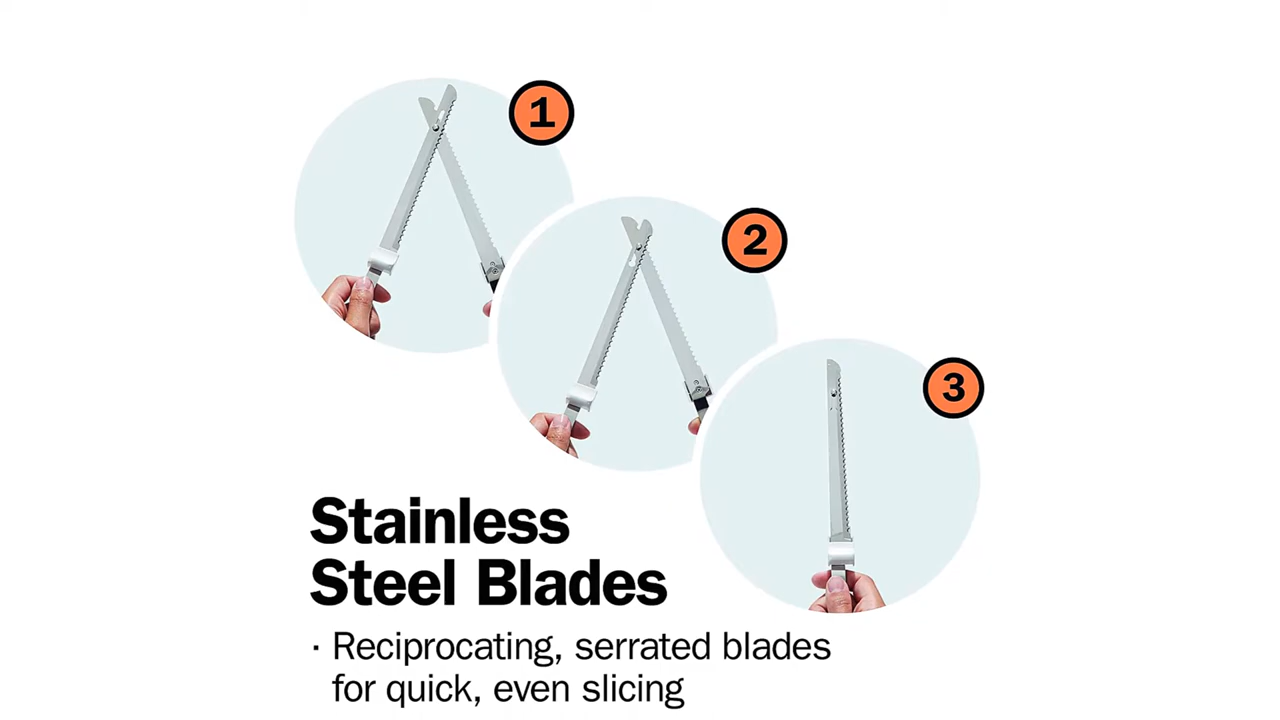 1
2
3
Stainless
Steel Blades
· Reciprocating, serrated blades
for quick, even slicing